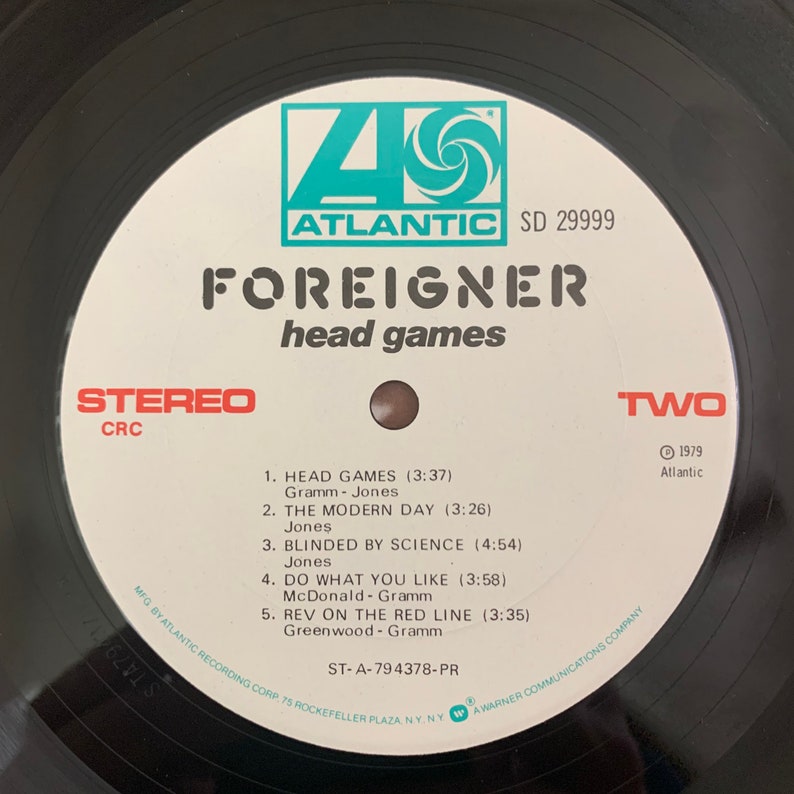 ATLANTIC
®
SD 29999
FOREIGNER
head games
STEREO
TWO
CRC
℗ 1979
Atlantic
1. HEAD GAMES (3:37)
Gramm - Jones
2. THE MODERN DAY (3:26)
Jones
3. BLINDED BY SCIENCE (4:54)
Jones
4. DO WHAT YOU LIKE (3:58)
McDonald - Gramm
5. REV ON THE RED LINE (3:35)
Greenwood - Gramm
ST-A-794378-PR
MFG. BY ATLANTIC RECORDING CORP. 75 ROCKEFELLER PLAZA, N.Y. N.Y. ® A WARNER COMMUNICATIONS COMPANY